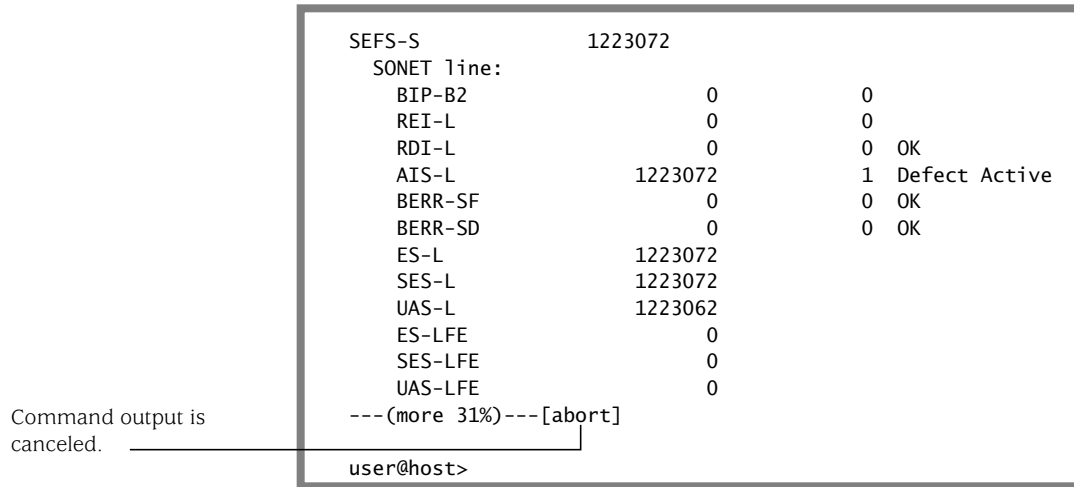 SEFS-S 1223072
SONET line:
BIP-B2 0 0
REI-L 0 0
RDI-L 0 0 OK
AIS-L 1223072 1 Defect Active
BERR-SF 0 0 OK
BERR-SD 0 0 OK
ES-L 1223072
SES-L 1223072
UAS-L 1223062
ES-LFE 0
SES-LFE 0
UAS-LFE 0
---(more 31%)---[abort]
Command output is
canceled.
user@host>